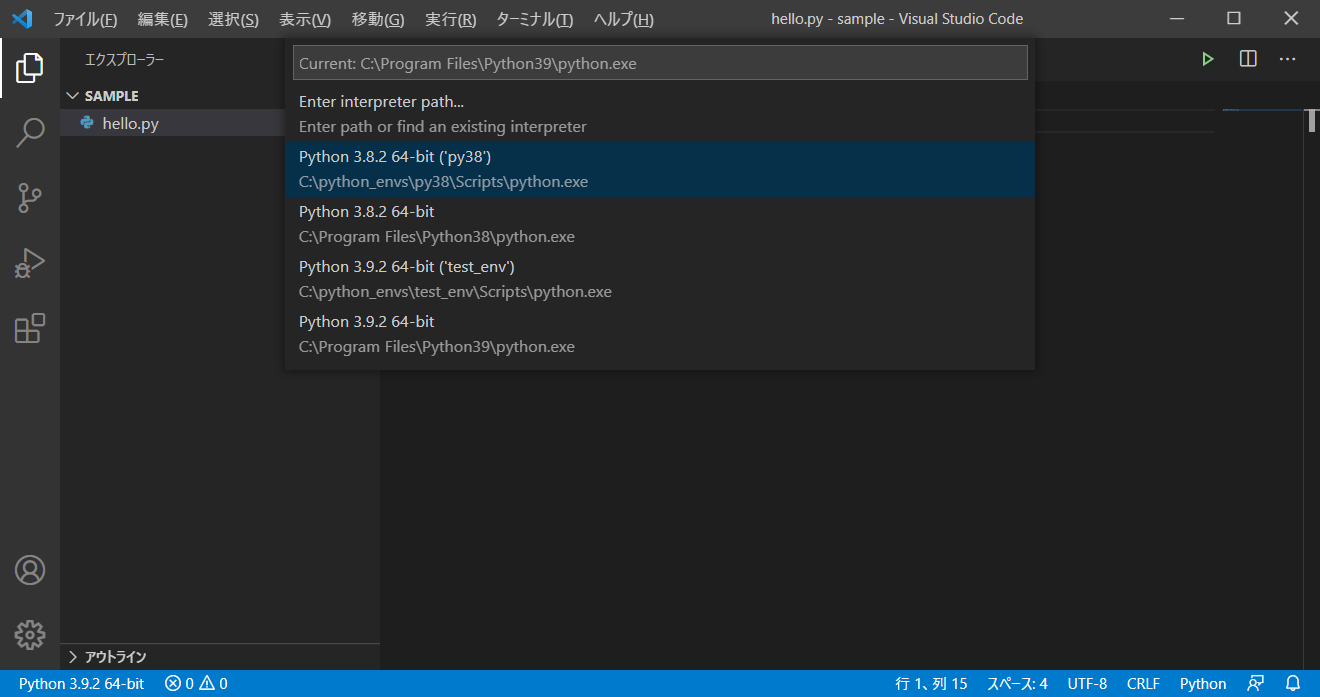 ファイル(F) 編集(E) 選択(S) 表示(V) 移動(G) 実行(R) ターミナル(T) ヘルプ(H) hello.py - sample - Visual Studio Code
エクスプローラー
SAMPLE
hello.py
Current: C:\Program Files\Python39\python.exe
Enter interpreter path...
Enter path or find an existing interpreter
Python 3.8.2 64-bit ('py38')
C:\python_envs\py38\Scripts\python.exe
Python 3.8.2 64-bit
C:\Program Files\Python38\python.exe
Python 3.9.2 64-bit ('test_env')
C:\python_envs\test_env\Scripts\python.exe
Python 3.9.2 64-bit
C:\Program Files\Python39\python.exe
アウトライン
Python 3.9.2 64-bit 0 0 行 1、列 15 スペース: 4 UTF-8 CRLF Python